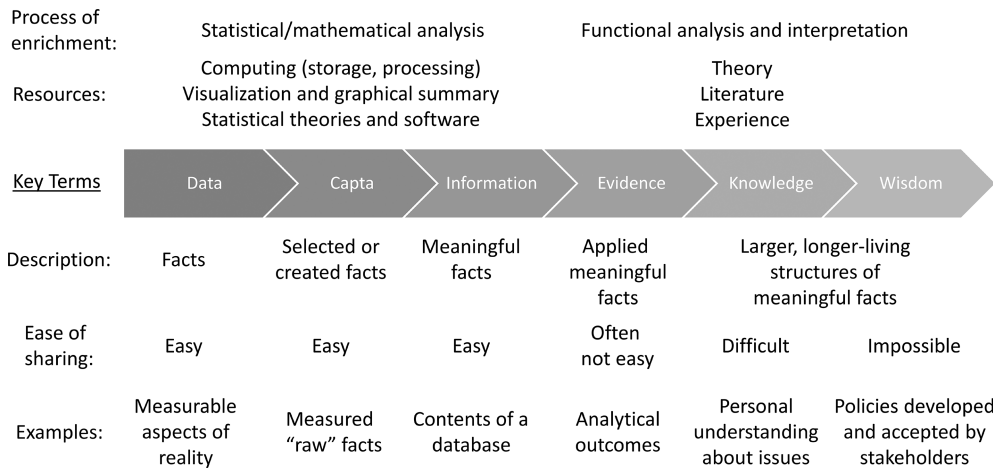 Process of
enrichment:
Statistical/mathematical analysis
Functional analysis and interpretation
Resources:
Computing (storage, processing)
Visualization and graphical summary
Statistical theories and software
Theory
Literature
Experience
Key Terms
Data
Capta
Information
Evidence
Knowledge
Wisdom
Description:
Facts
Selected or
created facts
Meaningful
facts
Applied
meaningful
facts
Larger, longer-living
structures of
meaningful facts
Ease of
sharing:
Easy
Easy
Easy
Often
not easy
Difficult
Impossible
Examples:
Measurable
aspects of
reality
Measured
“raw” facts
Contents of a
database
Analytical
outcomes
Personal
understanding
about issues
Policies developed
and accepted by
stakeholders